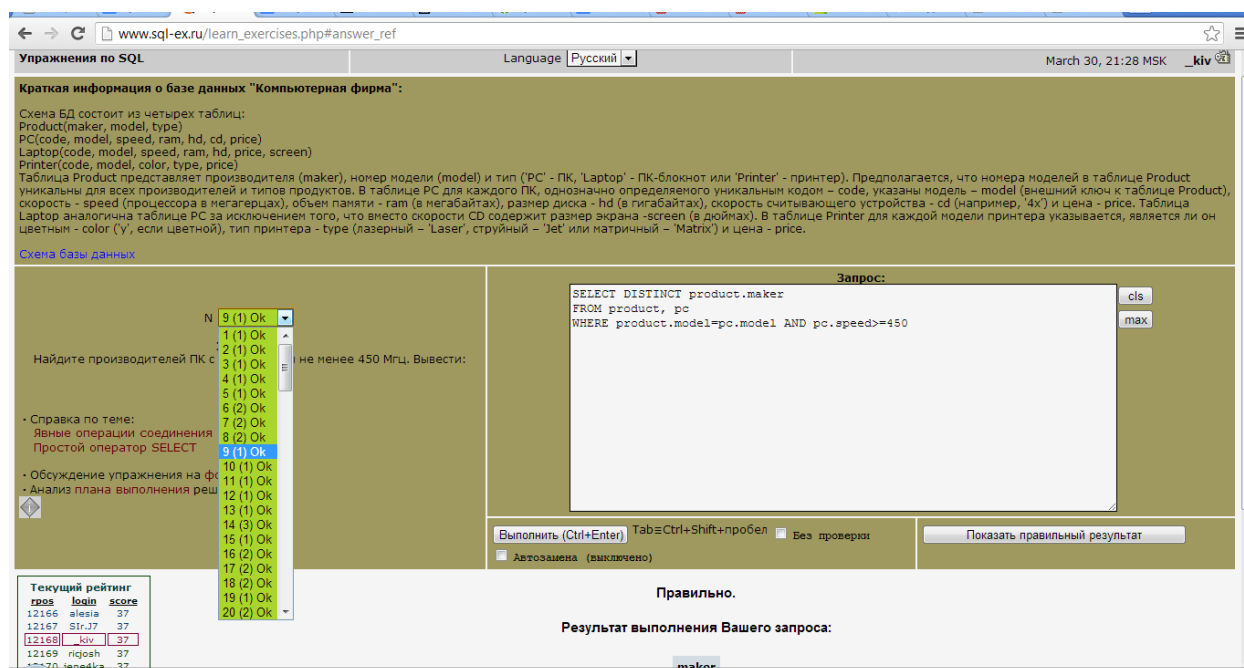 www.sql-ex.ru/learn_exercises.php#answer_ref
Упражнения по SQL
Language Русский
March 30, 21:28 MSK _kiv
Краткая информация о базе данных "Компьютерная фирма":
Схема БД состоит из четырех таблиц:
Product(maker, model, type)
PC(code, model, speed, ram, hd, cd, price)
Laptop(code, model, speed, ram, hd, price, screen)
Printer(code, model, color, type, price)
Таблица Product представляет производителя (maker), номер модели (model) и тип ('PC' - ПК, 'Laptop' - ПК-блокнот или 'Printer' - принтер). Предполагается, что номера моделей в таблице Product
уникальны для всех производителей и типов продуктов. В таблице PC для каждого ПК, однозначно определяемого уникальным кодом – code, указаны модель – model (внешний ключ к таблице Product),
скорость - speed (процессора в мегагерцах), объем памяти - ram (в мегабайтах), размер диска - hd (в гигабайтах), скорость считывающего устройства - cd (например, '4x') и цена - price. Таблица
Laptop аналогична таблице PC за исключением того, что вместо скорости CD содержит размер экрана -screen (в дюймах). В таблице Printer для каждой модели принтера указывается, является ли он
цветным - color ('y', если цветной), тип принтера - type (лазерный – 'Laser', струйный – 'Jet' или матричный – 'Matrix') и цена - price.
Схема базы данных
N 9 (1) Ok
1 (1) Ok
2 (1) Ok
3 (1) Ok
4 (1) Ok
5 (1) Ok
6 (2) Ok
7 (2) Ok
8 (2) Ok
9 (1) Ok
10 (1) Ok
11 (1) Ok
12 (1) Ok
13 (1) Ok
14 (3) Ok
15 (1) Ok
16 (2) Ok
17 (2) Ok
18 (2) Ok
19 (1) Ok
20 (2) Ok
Найдите производителей ПК с не менее 450 Мгц. Вывести:
· Справка по теме:
Явные операции соединения
Простой оператор SELECT
· Обсуждение упражнения на
· Анализ плана выполнения
Запрос:
SELECT DISTINCT product.maker
FROM product, pc
WHERE product.model=pc.model AND pc.speed>=450
cls
max
Выполнить (Ctrl+Enter) Tab≡Ctrl+Shift+пробел Без проверки
Автозамена (выключено)
Показать правильный результат
Текущий рейтинг
rpos login score
12166 alesia 37
12167 SIr.J7 37
12168 _kiv 37
12169 ricjosh 37
jene4ka 37
Правильно.
Результат выполнения Вашего запроса:
maker